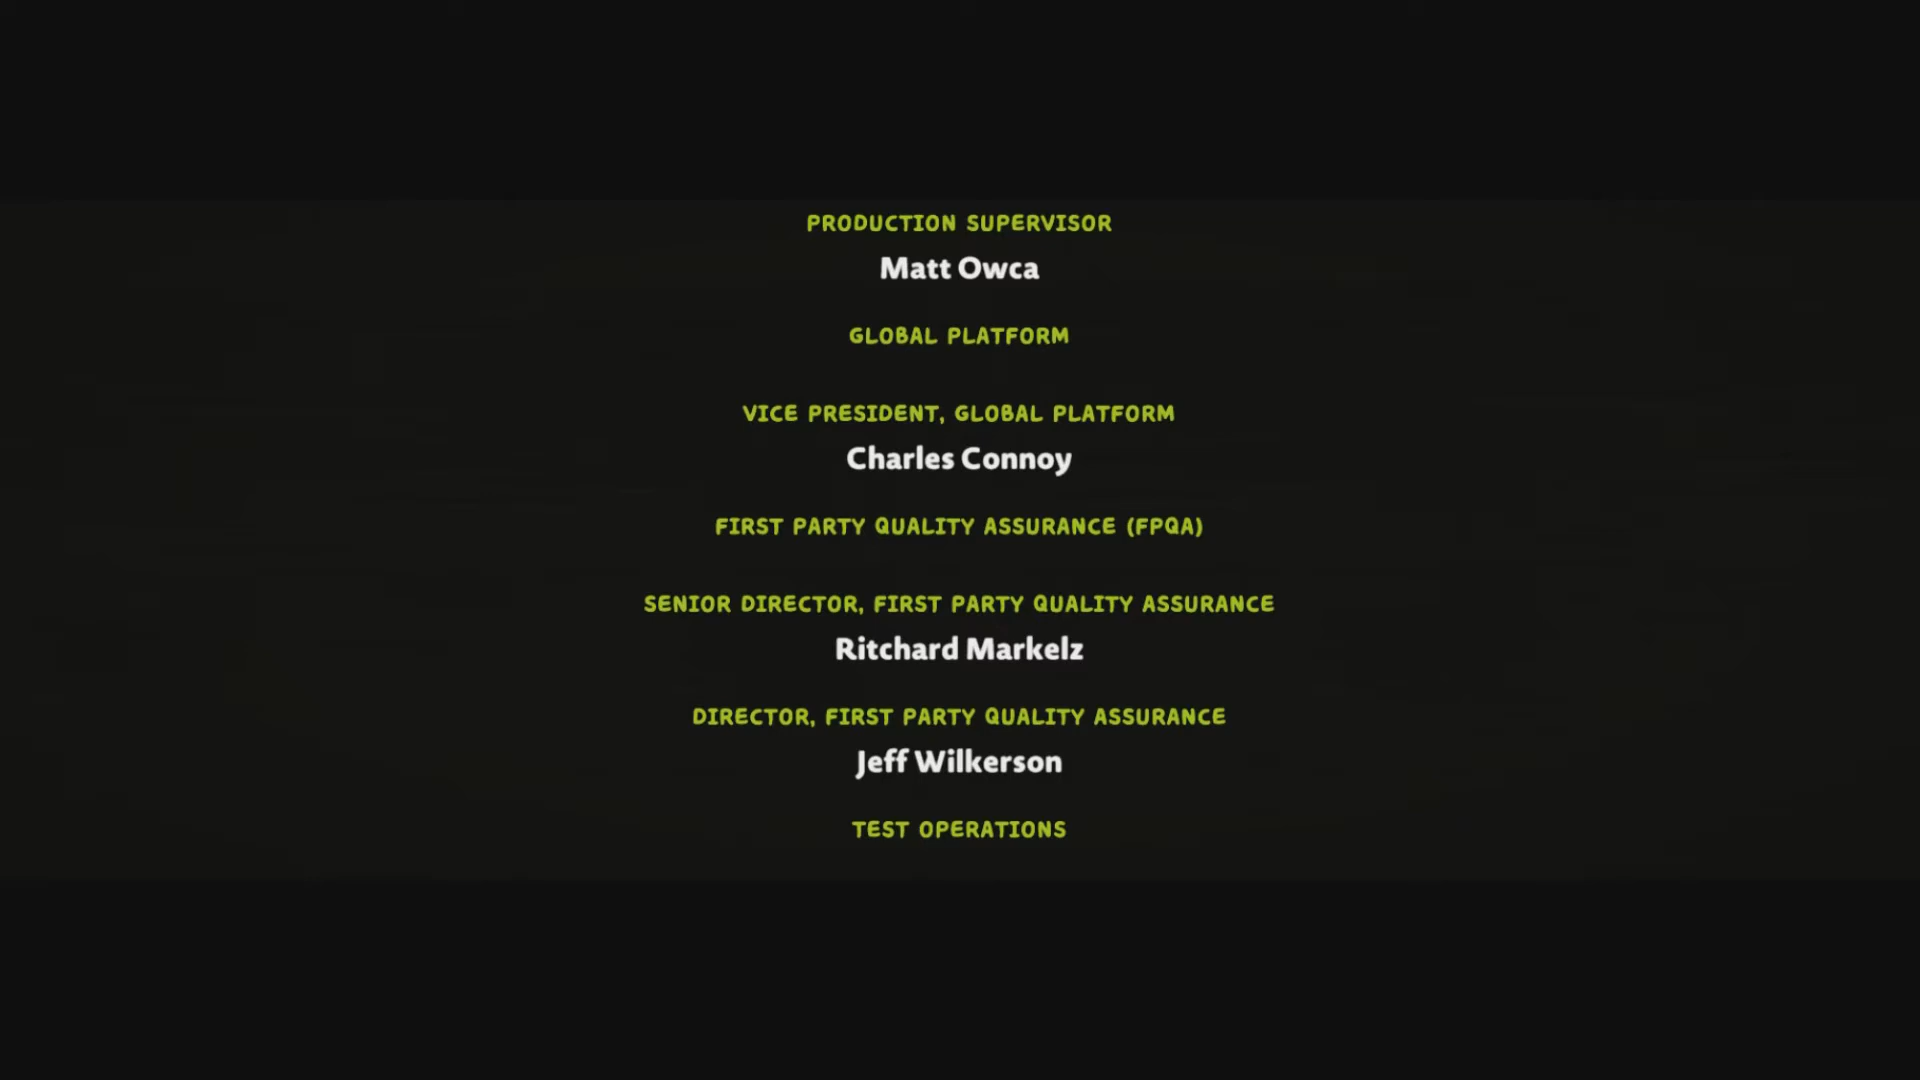 PRODUCTION SUPERVISOR
Matt Owca
GLOBAL PLATFORM
VICE PRESIDENT, GLOBAL PLATFORM
Charles Connoy
FIRST PARTY QUALITY ASSURANCE (FPQA)
SENIOR DIRECTOR, FIRST PARTY QUALITY ASSURANCE
Ritchard Markelz
DIRECTOR, FIRST PARTY QUALITY ASSURANCE
Jeff Wilkerson
TEST OPERATIONS